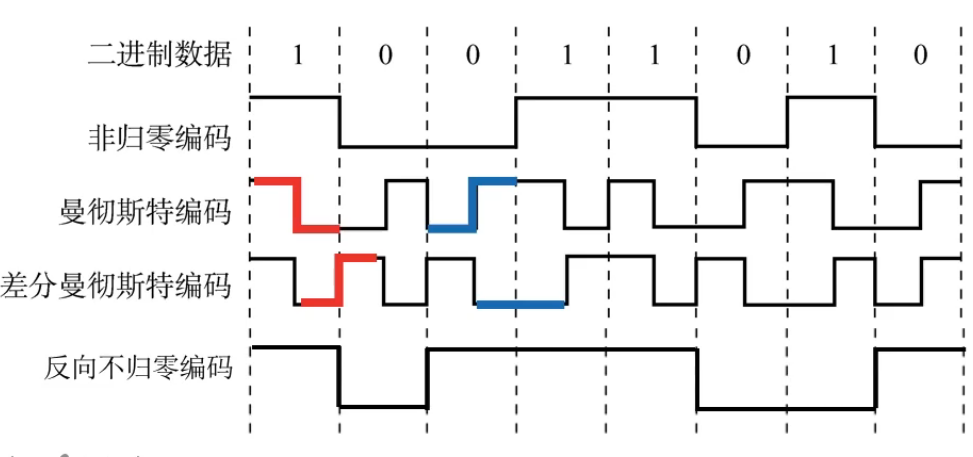 二进制数据 1 0 0 1 1 0 1 0
非归零编码
曼彻斯特编码
差分曼彻斯特编码
反向不归零编码